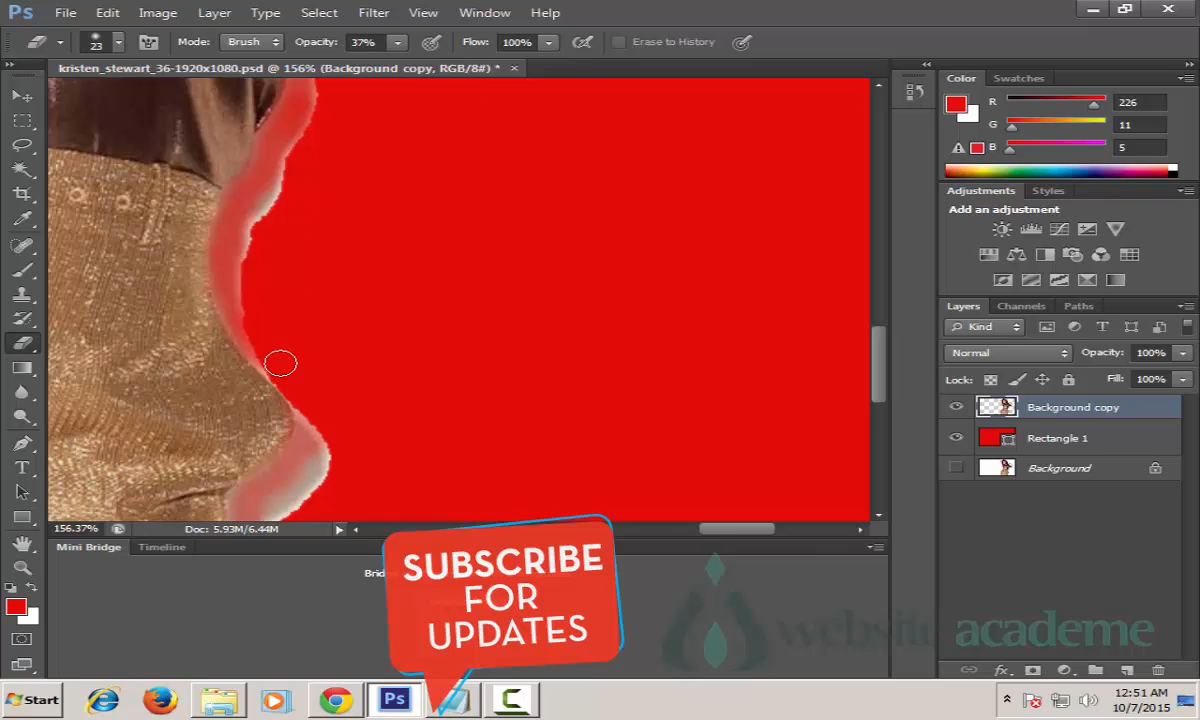 Ps File Edit Image Layer Type Select Filter View Window Help
23 Mode: Brush Opacity: 37% Flow: 100% Erase to History
kristen_stewart_36-1920x1080.psd @ 156% (Background copy, RGB/8#) * ×
Color Swatches
R 226
G 11
B 5
Adjustments Styles
Add an adjustment
Layers Channels Paths
Kind
Normal Opacity: 100%
Lock: Fill: 100%
Background copy
Rectangle 1
Background
156.37% Doc: 5.93M/6.44M
Mini Bridge Timeline
Brid
SUBSCRIBE
FOR
UPDATES
website academe
Start Ps
12:51 AM
10/7/2015